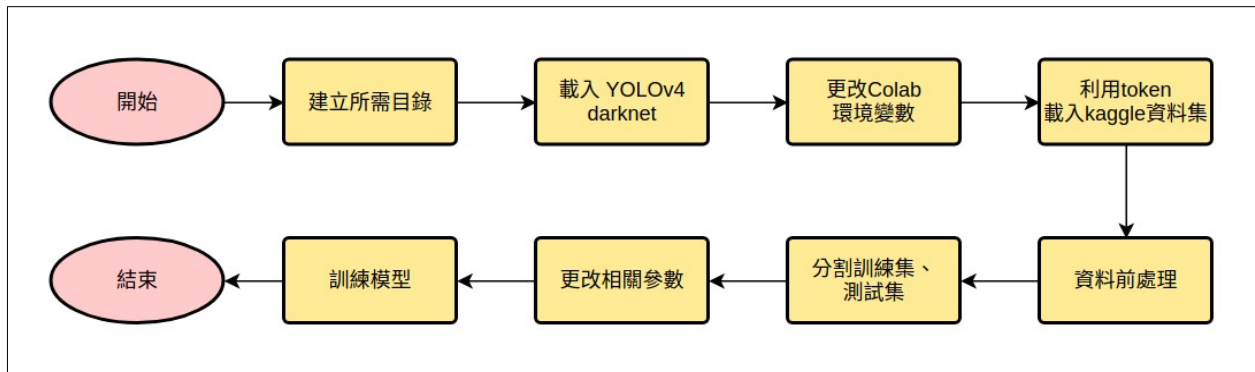 開始
建立所需目錄
載入 YOLOv4
darknet
更改Colab
環境變數
利用token
載入kaggle資料集
資料前處理
分割訓練集、
測試集
更改相關參數
訓練模型
結束